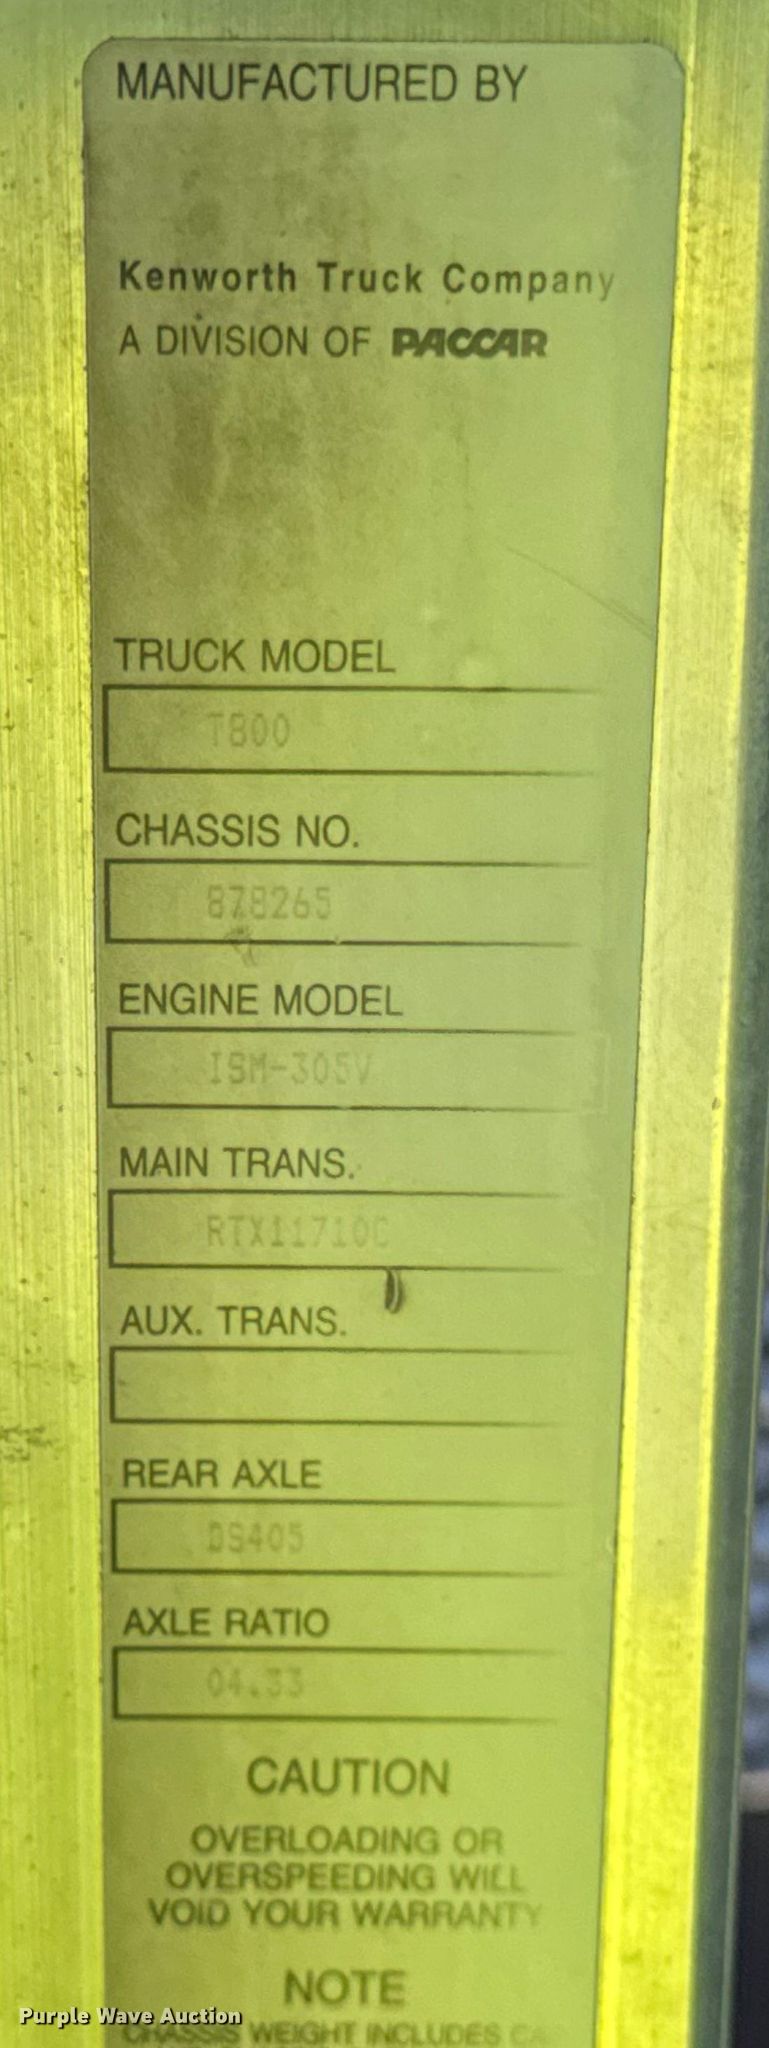 MANUFACTURED BY
Kenworth Truck Company
A DIVISION OF PACCAR
TRUCK MODEL
T800
CHASSIS NO.
878265
ENGINE MODEL
ISM-305V
MAIN TRANS.
RTX11710C
AUX. TRANS.
REAR AXLE
DS405
AXLE RATIO
04.33
CAUTION
OVERLOADING OR
OVERSPEEDING WILL
VOID YOUR WARRANTY
NOTE
CHASSIS WEIGHT INCLUDES
Purple Wave Auction